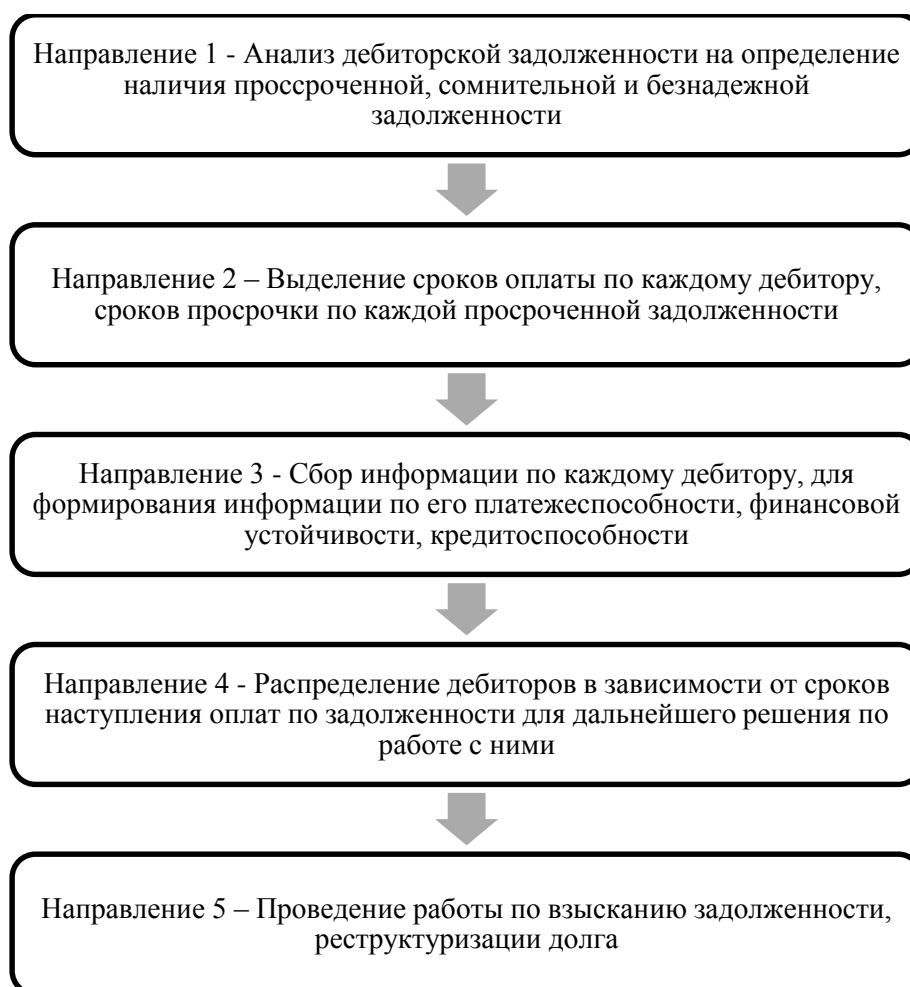 Направление 1 - Анализ дебиторской задолженности на определение
наличия проссроченной, сомнительной и безнадежной
задолженности
Направление 2 – Выделение сроков оплаты по каждому дебитору,
сроков просрочки по каждой просроченной задолженности
Направление 3 - Сбор информации по каждому дебитору, для
формирования информации по его платежеспособности, финансовой
устойчивости, кредитоспособности
Направление 4 - Распределение дебиторов в зависимости от сроков
наступления оплат по задолженности для дальнейшего решения по
работе с ними
Направление 5 – Проведение работы по взысканию задолженности,
реструктуризации долга